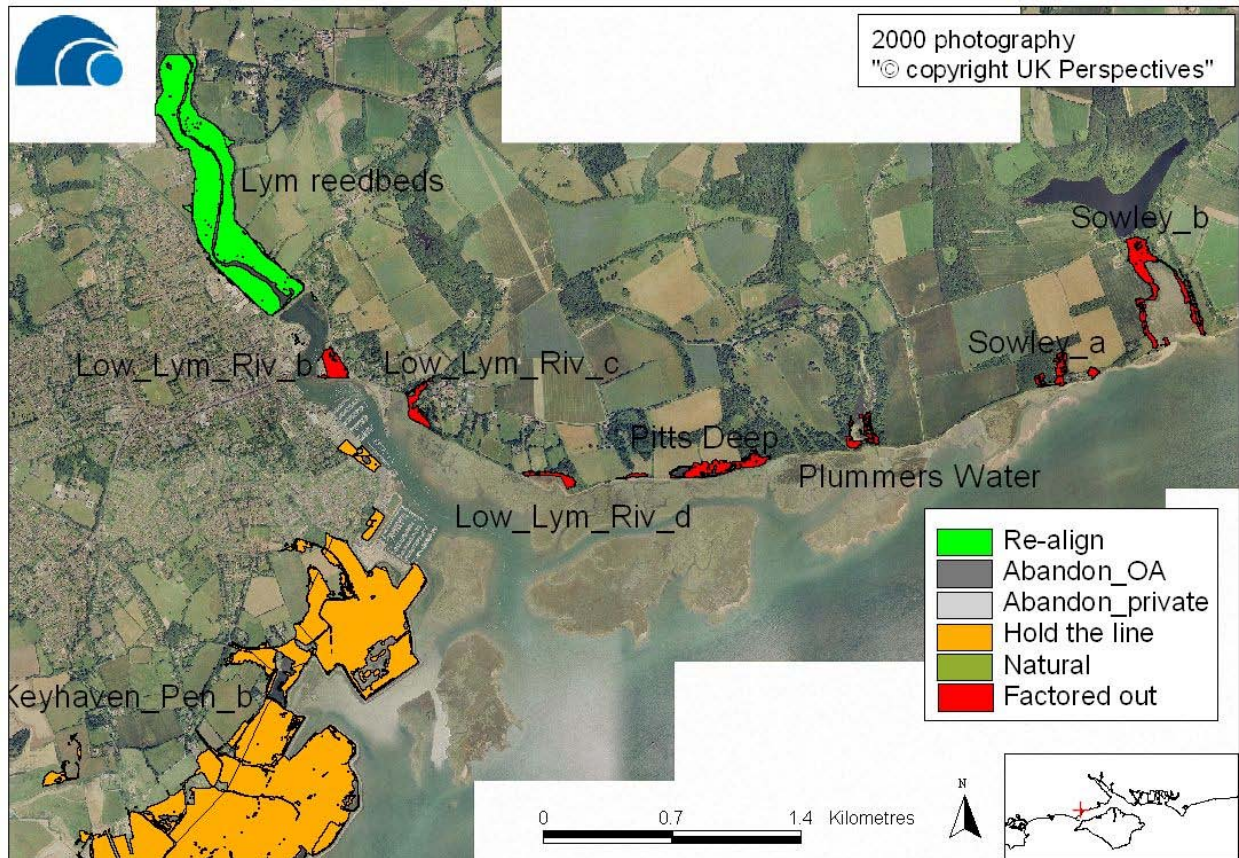 2000 photography
"© copyright UK Perspectives"
Lym reedbeds
Sowley_b
Low_Lym_Riv_b
Low_Lym_Riv_c
Sowley_a
Pitts Deep
Plummers Water
Low_Lym_Riv_d
Keyhaven_Pen_b
Re-align
Abandon_OA
Abandon_private
Hold the line
Natural
Factored out
N
0 0.7 1.4 Kilometres